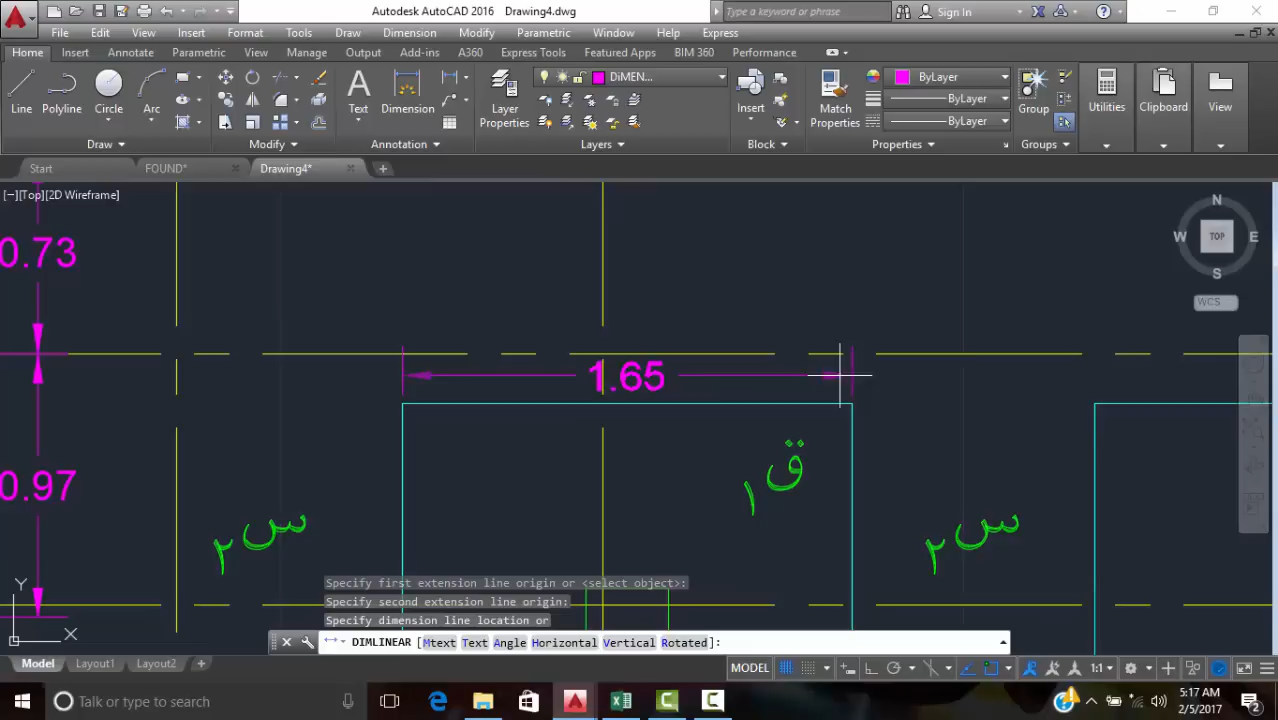 Autodesk AutoCAD 2016 Drawing4.dwg
Type a keyword or phrase
Sign In
File Edit View Insert Format Tools Draw Dimension Modify Parametric Window Help Express
Home Insert Annotate Parametric View Manage Output Add-ins A360 Express Tools Featured Apps BIM 360 Performance
Line Polyline Circle Arc
Text Dimension
Layer Properties
DiMEN...
Insert
Match Properties
ByLayer
ByLayer
ByLayer
Group Utilities Clipboard View
Draw Modify Annotation Layers Block Properties Groups
Start FOUND* Drawing4*
[−][Top][2D Wireframe]
N
W TOP E
S
WCS
0.73
1.65
0.97
ق١
س٢
س٢
Y
X
Specify first extension line origin or <select object>:
Specify second extension line origin:
Specify dimension line location or
DIMLINEAR [Mtext Text Angle Horizontal Vertical Rotated]:
Model Layout1 Layout2
MODEL 1:1
Talk or type to search
5:17 AM
2/5/2017
2